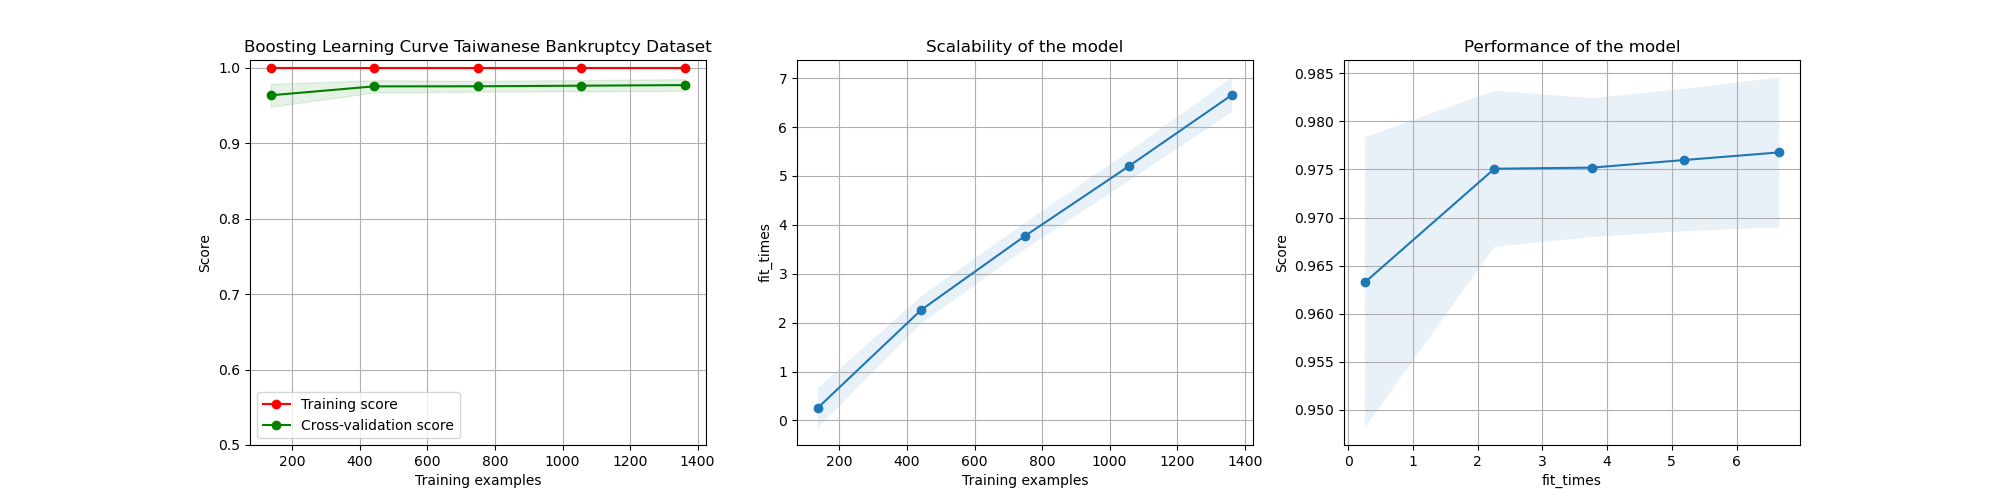 Boosting Learning Curve Taiwanese Bankruptcy Dataset
1.0
0.9
0.8
0.7
0.6
0.5
Score
200 400 600 800 1000 1200 1400
Training examples
Training score
Cross-validation score
Scalability of the model
7
6
5
4
3
2
1
0
fit_times
200 400 600 800 1000 1200 1400
Training examples
Performance of the model
0.985
0.980
0.975
0.970
0.965
0.960
0.955
0.950
Score
0 1 2 3 4 5 6
fit_times